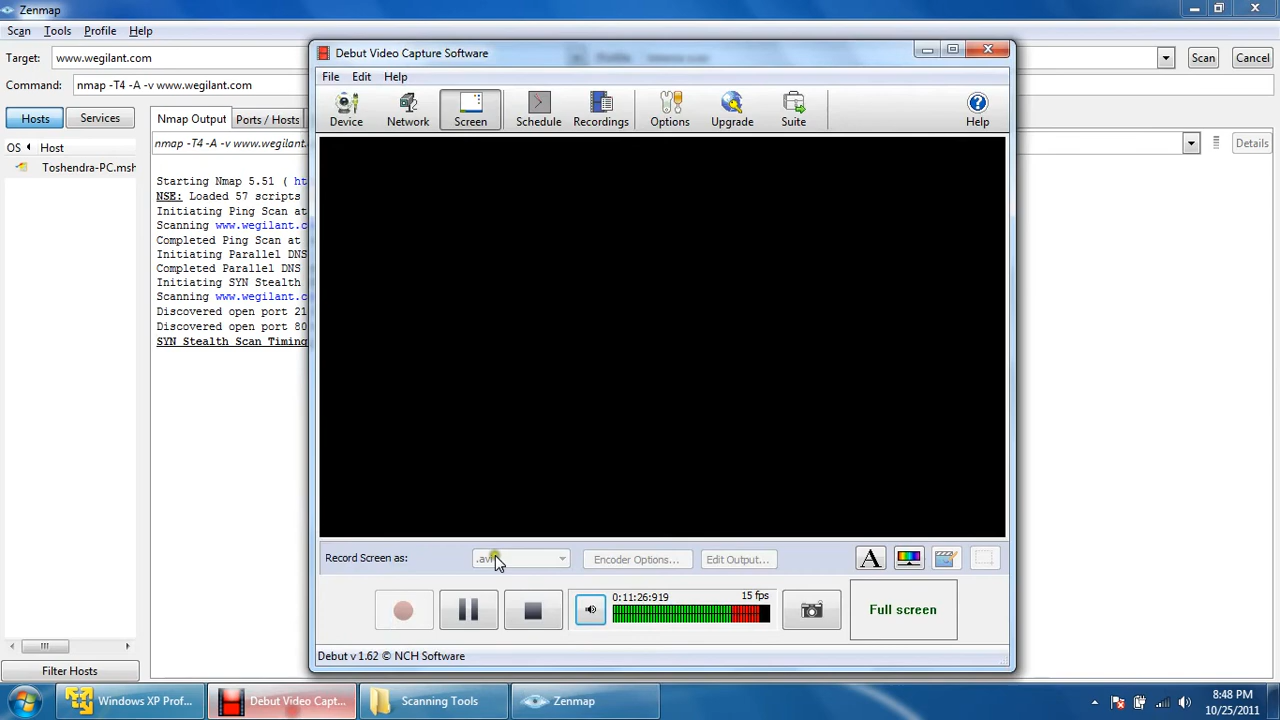 Zenmap
Scan Tools Profile Help
Target: www.wegilant.com
Scan Cancel
Command: nmap -T4 -A -v www.wegilant.com
Hosts Services
Nmap Output Ports / Hosts
OS Host
nmap -T4 -A -v www.wegilan
Details
Toshendra-PC.msh
Starting Nmap 5.51 ( ht
NSE: Loaded 57 scripts
Initiating Ping Scan at
Scanning www.wegilant.c
Completed Ping Scan at
Initiating Parallel DNS
Completed Parallel DNS
Initiating SYN Stealth
Scanning www.wegilant.c
Discovered open port 21
Discovered open port 80
SYN Stealth Scan Timing
Filter Hosts
Debut Video Capture Software
File Edit Help
Device Network Screen Schedule Recordings Options Upgrade Suite Help
Record Screen as: .avi Encoder Options... Edit Output... A
0:11:26:919 15 fps
Full screen
Debut v 1.62 © NCH Software
Windows XP Prof... Debut Video Capt... Scanning Tools Zenmap
8:48 PM
10/25/2011